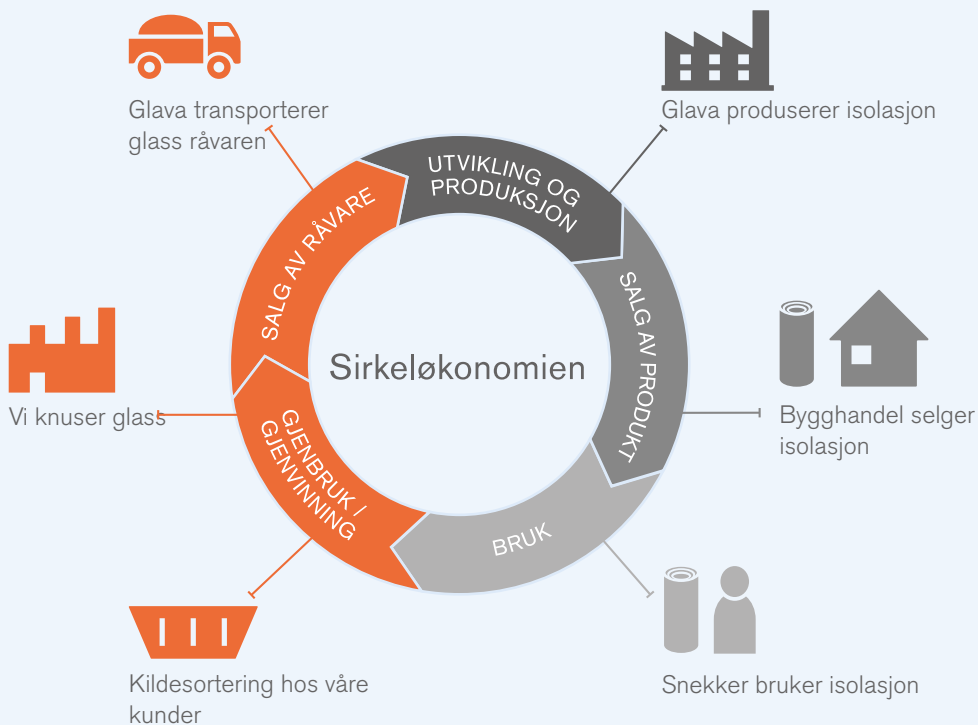 Glava transporterer
glass råvaren
Glava produserer isolasjon
UTVIKLING OG
PRODUKSJON
SALG AV RÅVARE
SALG AV PRODUKT
Sirkeløkonomien
Vi knuser glass
Bygghandel selger
isolasjon
GJENBRUK /
GJENVINNING
BRUK
Kildesortering hos våre
kunder
Snekker bruker isolasjon